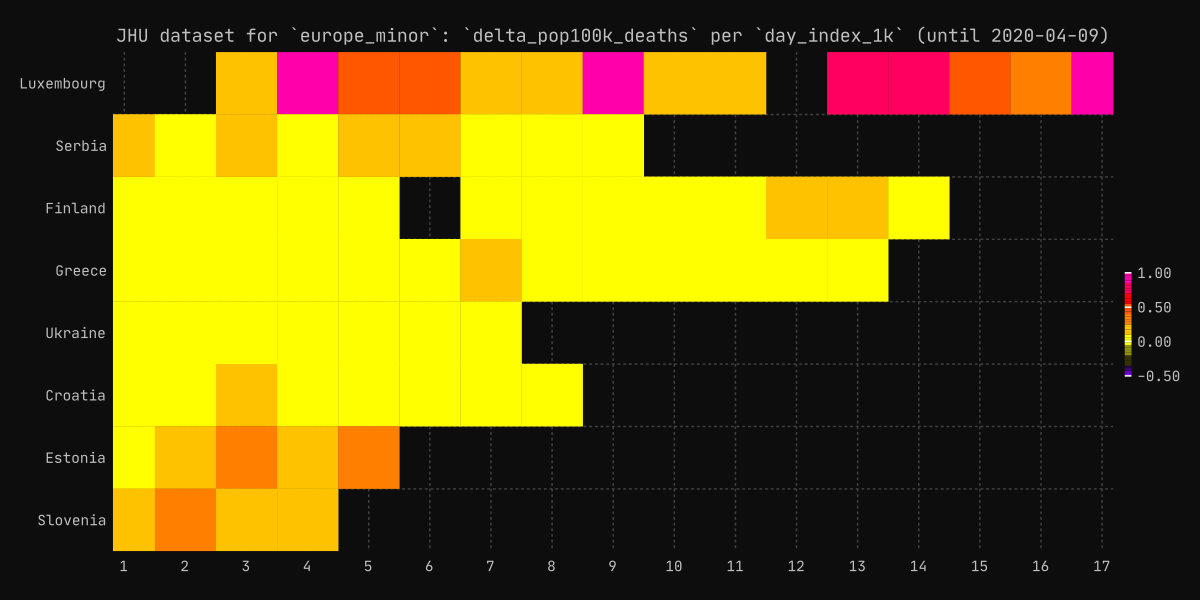 JHU dataset for `europe_minor`: `delta_pop100k_deaths` per `day_index_1k` (until 2020-04-09)
Luxembourg
Serbia
Finland
Greece
Ukraine
Croatia
Estonia
Slovenia
1 2 3 4 5 6 7 8 9 10 11 12 13 14 15 16 17
1.00
0.50
0.00
-0.50